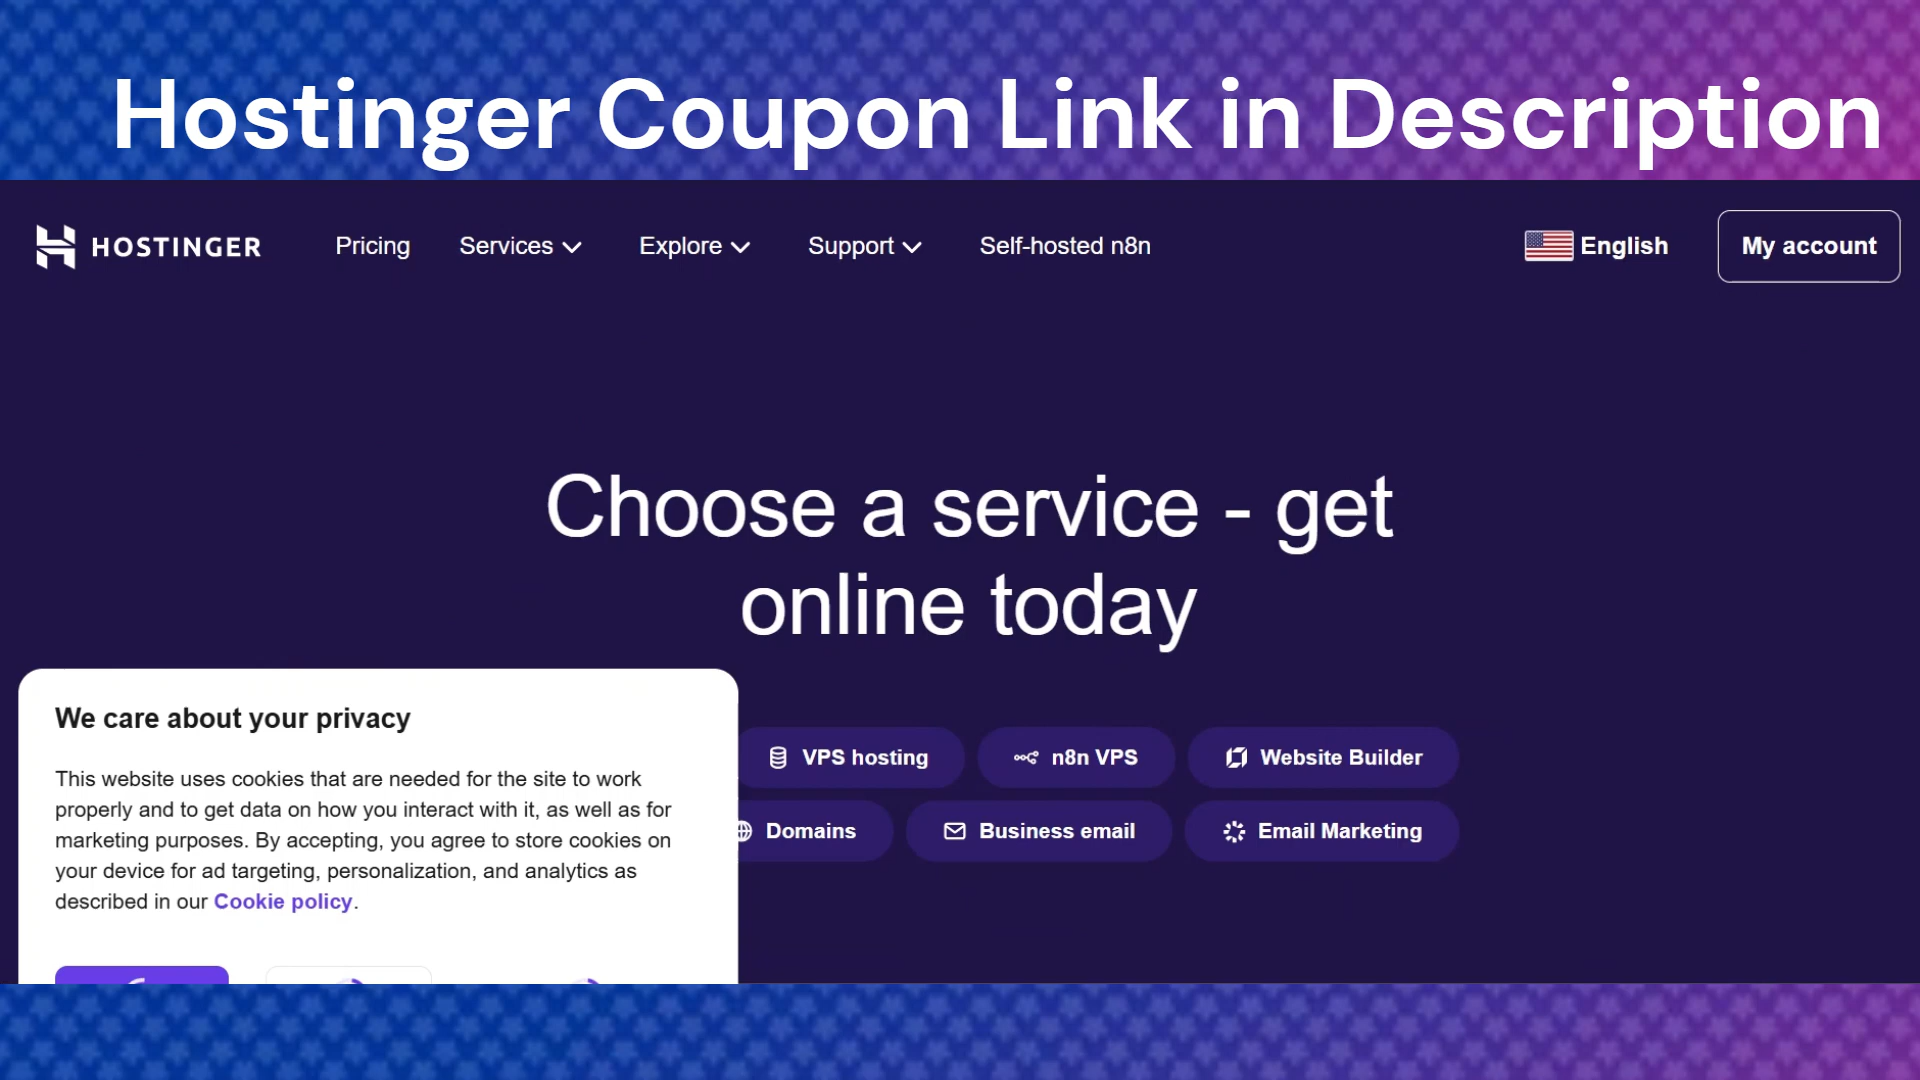 Hostinger Coupon Link in Description
HOSTINGER
Pricing
Services
Explore
Support
Self-hosted n8n
English
My account
Choose a service - get
online today
VPS hosting
n8n VPS
Website Builder
Domains
Business email
Email Marketing
We care about your privacy
This website uses cookies that are needed for the site to work
properly and to get data on how you interact with it, as well as for
marketing purposes. By accepting, you agree to store cookies on
your device for ad targeting, personalization, and analytics as
described in our Cookie policy.